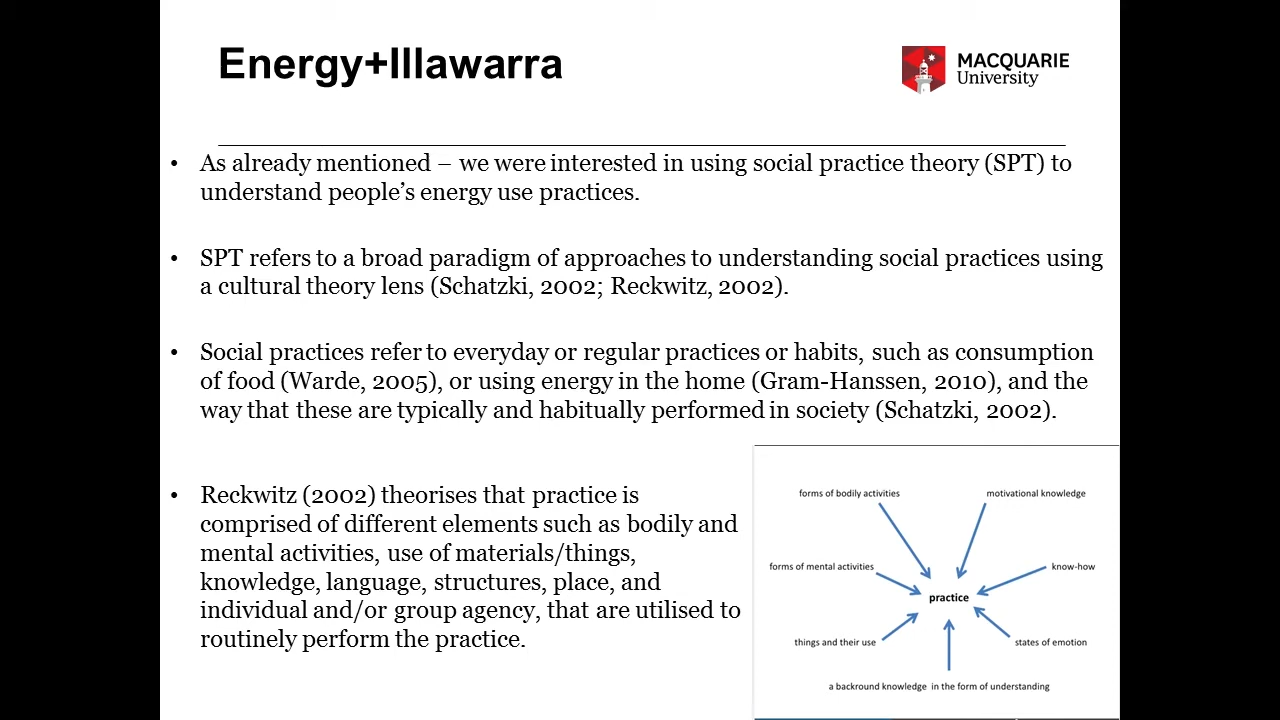 Energy+Illawarra
MACQUARIE
University
• As already mentioned – we were interested in using social practice theory (SPT) to
understand people’s energy use practices.
• SPT refers to a broad paradigm of approaches to understanding social practices using
a cultural theory lens (Schatzki, 2002; Reckwitz, 2002).
• Social practices refer to everyday or regular practices or habits, such as consumption
of food (Warde, 2005), or using energy in the home (Gram-Hanssen, 2010), and the
way that these are typically and habitually performed in society (Schatzki, 2002).
• Reckwitz (2002) theorises that practice is
comprised of different elements such as bodily and
mental activities, use of materials/things,
knowledge, language, structures, place, and
individual and/or group agency, that are utilised to
routinely perform the practice.
forms of bodily activities
motivational knowledge
forms of mental activities
know-how
practice
things and their use
states of emotion
a backround knowledge in the form of understanding